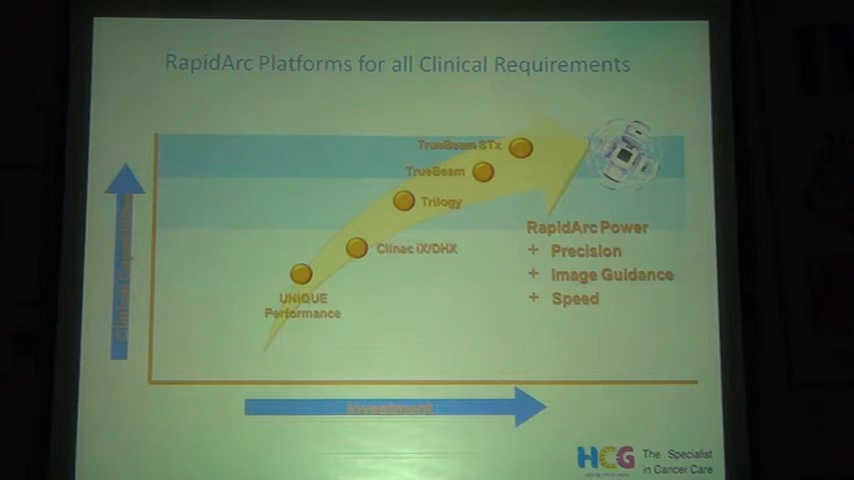 RapidArc Platforms for all Clinical Requirements
TrueBeam STx
TrueBeam
Trilogy
Clinac iX/DHX
UNIQUE
Performance
RapidArc Power
+ Precision
+ Image Guidance
+ Speed
Clinical
Investment
HCG
The Specialist
in Cancer Care